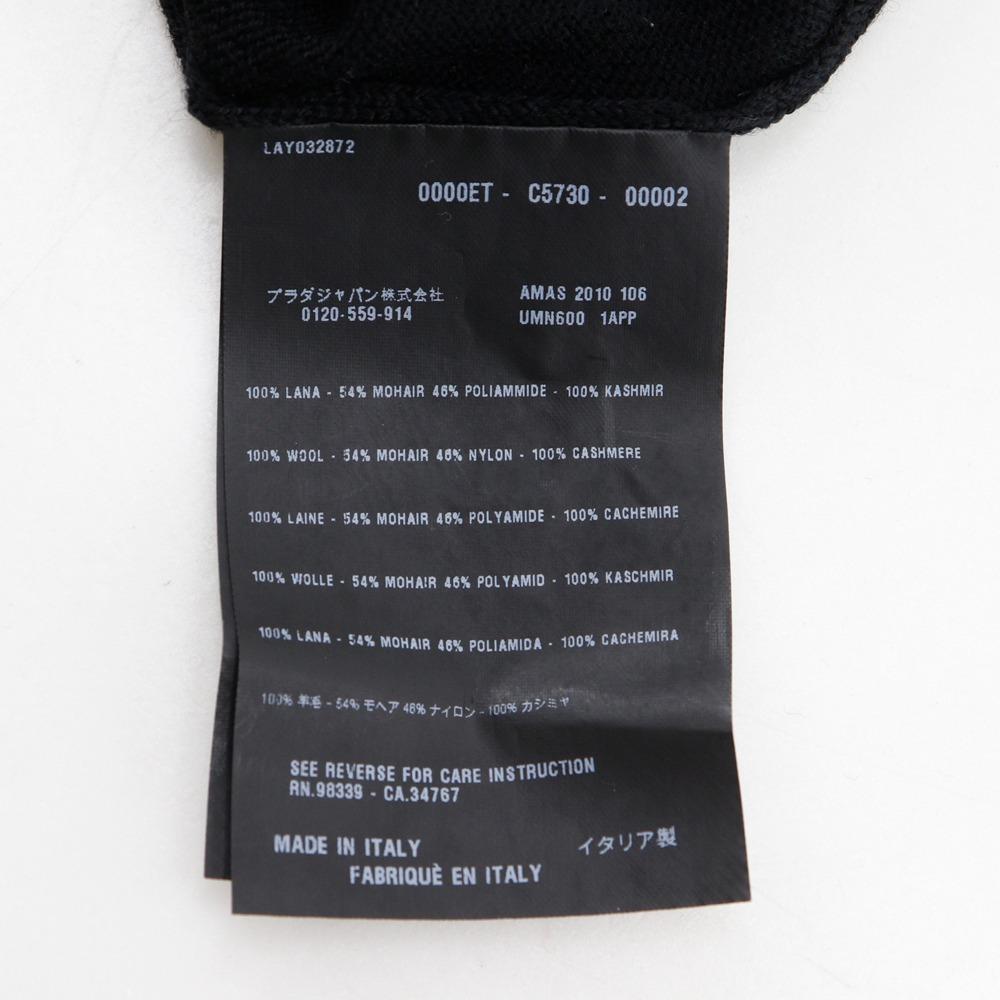 LAY032872
0000ET - C5730 - 00002
プラダジャパン株式会社
0120-559-914
AMAS 2010 106
UMN600 1APP
100% LANA - 54% MOHAIR 46% POLIAMMIDE - 100% KASHMIR
100% WOOL - 54% MOHAIR 46% NYLON - 100% CASHMERE
100% LAINE - 54% MOHAIR 46% POLYAMIDE - 100% CACHEMIRE
100% WOLLE - 54% MOHAIR 46% POLYAMID - 100% KASCHMIR
100% LANA - 54% MOHAIR 46% POLIAMIDA - 100% CACHEMIRA
100% 羊毛 - 54% モヘア 46% ナイロン - 100% カシミヤ
SEE REVERSE FOR CARE INSTRUCTION
RN.98339 - CA.34767
MADE IN ITALY
イタリア製
FABRIQUÈ EN ITALY